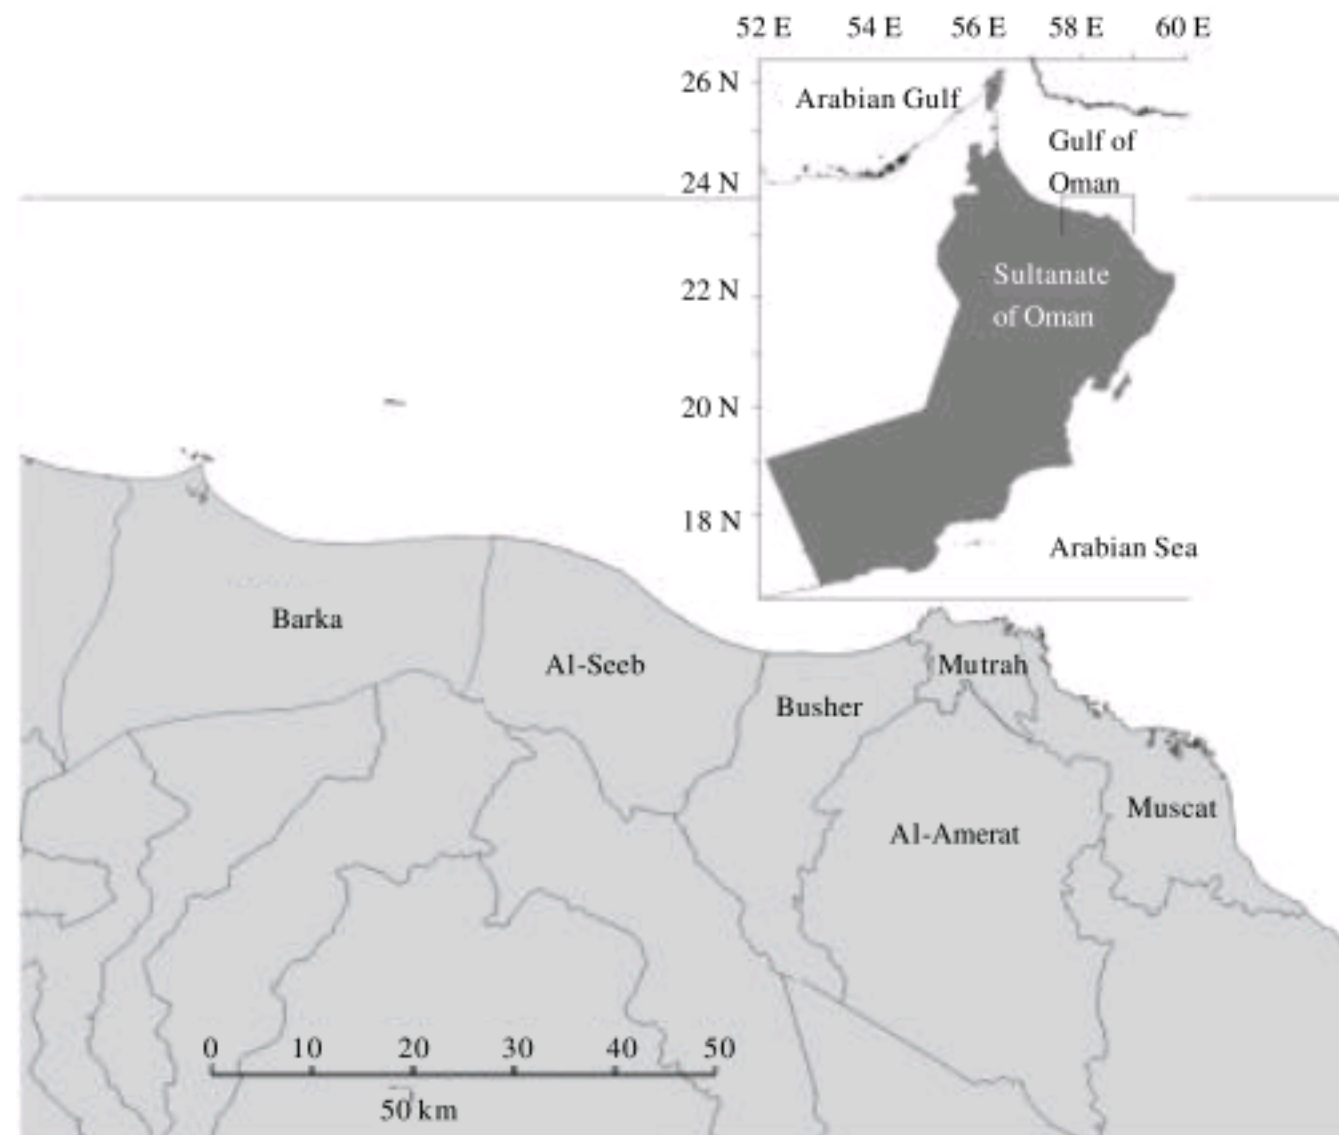 52 E 54 E 56 E 58 E 60 E
26 N
Arabian Gulf
Gulf of
Oman
24 N
Sultanate
of Oman
22 N
20 N
18 N
Arabian Sea
Barka
Al-Seeb
Mutrah
Busher
Muscat
Al-Amerat
0 10 20 30 40 50
50 km